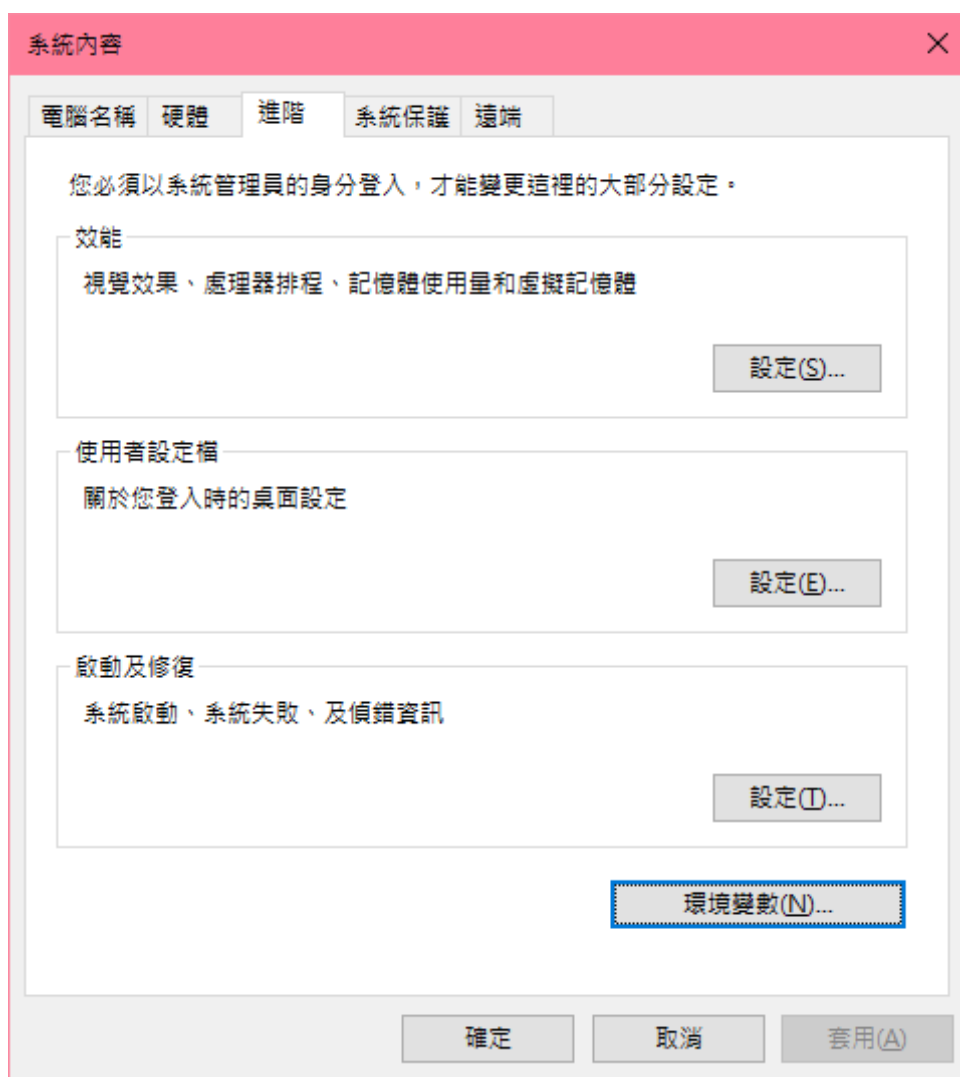 系統內容
電腦名稱 硬體 進階 系統保護 遠端
您必須以系統管理員的身分登入，才能變更這裡的大部分設定。
效能
視覺效果、處理器排程、記憶體使用量和虛擬記憶體
設定(S)...
使用者設定檔
關於您登入時的桌面設定
設定(E)...
啟動及修復
系統啟動、系統失敗、及偵錯資訊
設定(T)...
環境變數(N)...
確定 取消 套用(A)